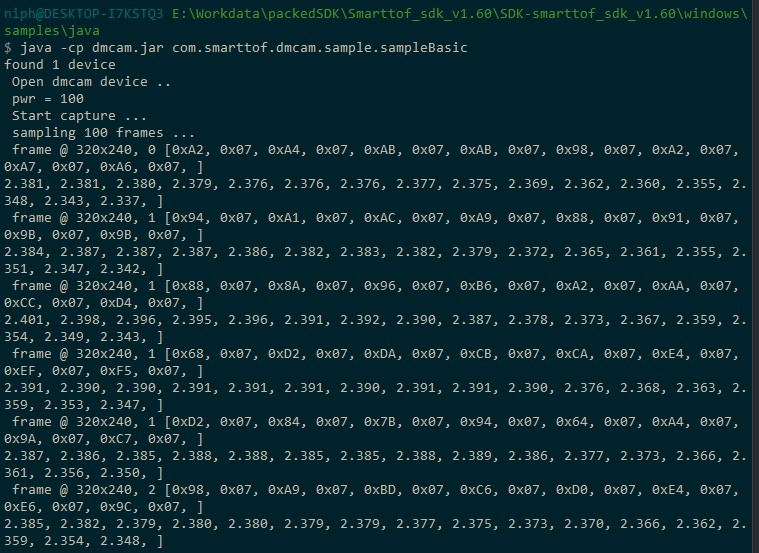 niph@DESKTOP-I7KSTQ3 E:\Workdata\packedSDK\Smarttof_sdk_v1.60\SDK-smarttof_sdk_v1.60\windows\
samples\java
$ java -cp dmcam.jar com.smarttof.dmcam.sample.sampleBasic
found 1 device
 Open dmcam device ..
 pwr = 100
 Start capture ...
 sampling 100 frames ...
 frame @ 320x240, 0 [0xA2, 0x07, 0xA4, 0x07, 0xAB, 0x07, 0xAB, 0x07, 0x98, 0x07, 0xA2, 0x07,
0xA7, 0x07, 0xA6, 0x07, ]
2.381, 2.381, 2.380, 2.379, 2.376, 2.376, 2.376, 2.377, 2.375, 2.369, 2.362, 2.360, 2.355, 2.
348, 2.343, 2.337, ]
 frame @ 320x240, 1 [0x94, 0x07, 0xA1, 0x07, 0xAC, 0x07, 0xA9, 0x07, 0x88, 0x07, 0x91, 0x07,
0x9B, 0x07, 0x9B, 0x07, ]
2.384, 2.387, 2.387, 2.387, 2.386, 2.382, 2.383, 2.382, 2.379, 2.372, 2.365, 2.361, 2.355, 2.
351, 2.347, 2.342, ]
 frame @ 320x240, 1 [0x88, 0x07, 0x8A, 0x07, 0x96, 0x07, 0xB6, 0x07, 0xA2, 0x07, 0xAA, 0x07,
0xCC, 0x07, 0xD4, 0x07, ]
2.401, 2.398, 2.396, 2.395, 2.396, 2.391, 2.392, 2.390, 2.387, 2.378, 2.373, 2.367, 2.359, 2.
354, 2.349, 2.343, ]
 frame @ 320x240, 1 [0x68, 0x07, 0xD2, 0x07, 0xDA, 0x07, 0xCB, 0x07, 0xCA, 0x07, 0xE4, 0x07,
0xEF, 0x07, 0xF5, 0x07, ]
2.391, 2.390, 2.390, 2.391, 2.391, 2.391, 2.390, 2.391, 2.391, 2.390, 2.376, 2.368, 2.363, 2.
359, 2.353, 2.347, ]
 frame @ 320x240, 1 [0xD2, 0x07, 0x84, 0x07, 0x7B, 0x07, 0x94, 0x07, 0x64, 0x07, 0xA4, 0x07,
0x9A, 0x07, 0xC7, 0x07, ]
2.387, 2.386, 2.385, 2.388, 2.388, 2.385, 2.385, 2.388, 2.389, 2.386, 2.377, 2.373, 2.366, 2.
361, 2.356, 2.350, ]
 frame @ 320x240, 2 [0x98, 0x07, 0xA9, 0x07, 0xBD, 0x07, 0xC6, 0x07, 0xD0, 0x07, 0xE4, 0x07,
0xE6, 0x07, 0x9C, 0x07, ]
2.385, 2.382, 2.379, 2.380, 2.380, 2.379, 2.379, 2.377, 2.375, 2.373, 2.370, 2.366, 2.362, 2.
359, 2.354, 2.348, ]